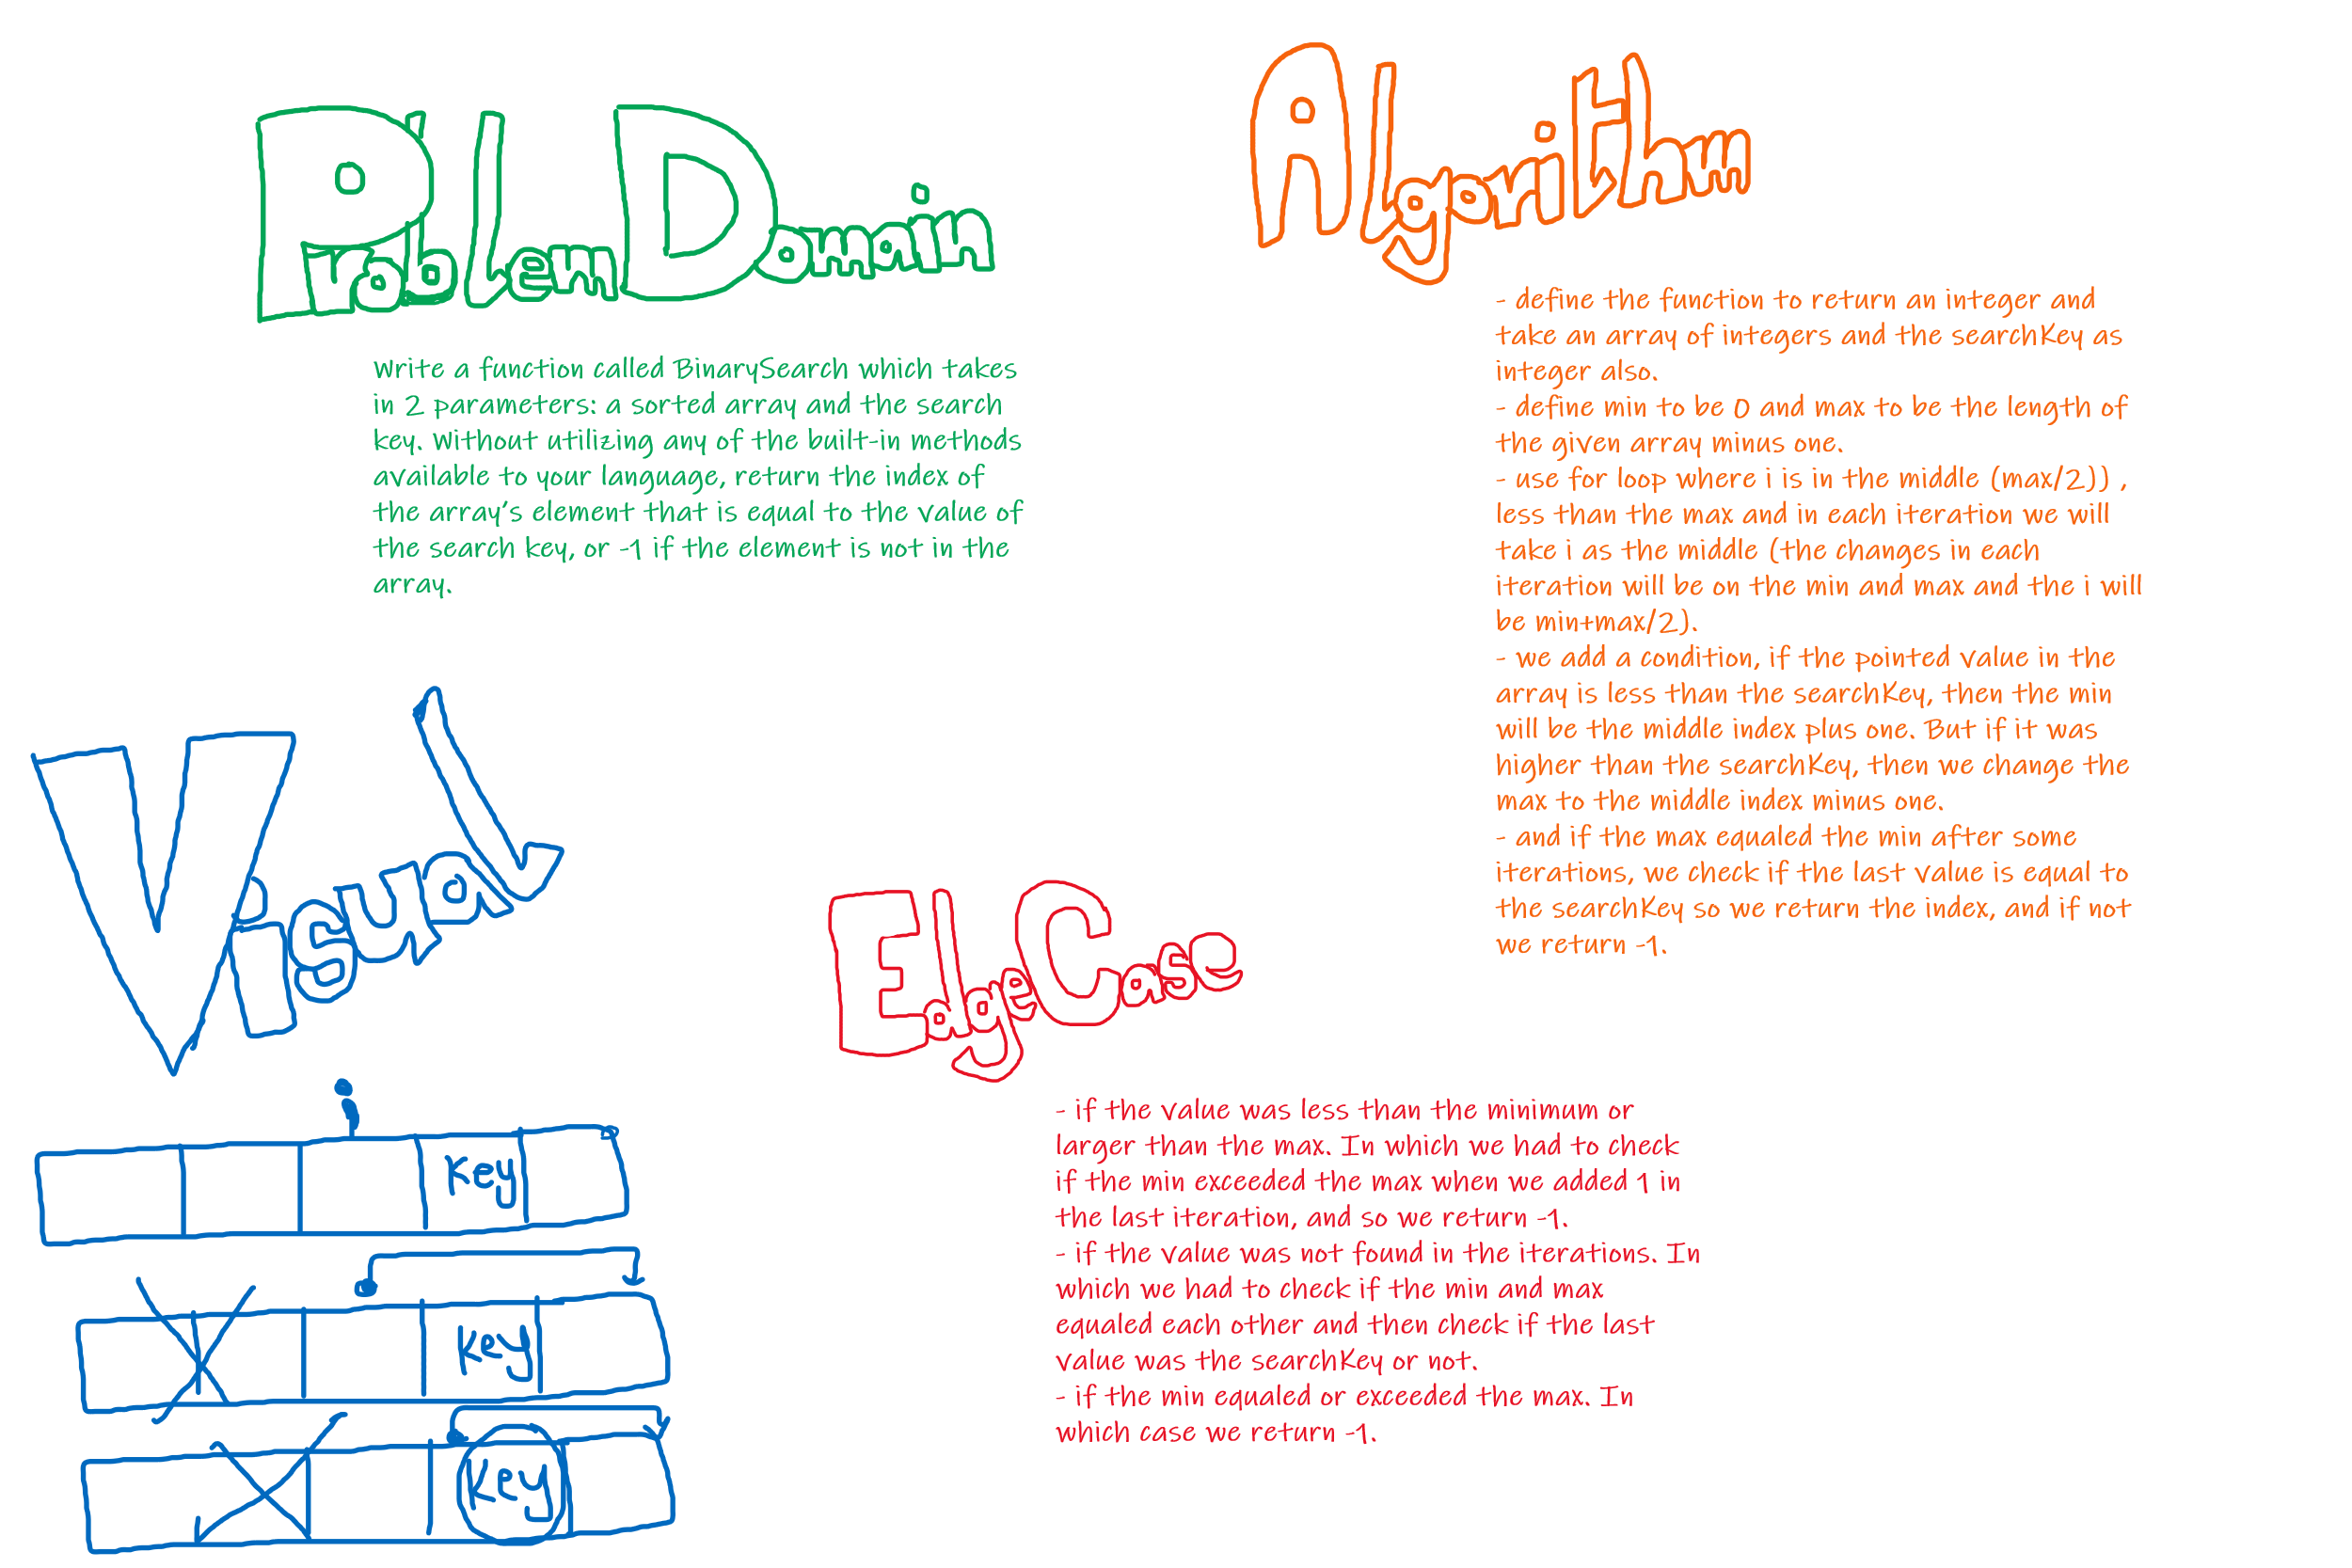 Problem Domain
Write a function called BinarySearch which takes
in 2 parameters: a sorted array and the search
key. Without utilizing any of the built-in methods
available to your language, return the index of
the array's element that is equal to the value of
the search key, or -1 if the element is not in the
array.
Algorithm
- define the function to return an integer and
take an array of integers and the searchKey as
integer also.
- define min to be 0 and max to be the length of
the given array minus one.
- use for loop where i is in the middle (max/2)) ,
less than the max and in each iteration we will
take i as the middle (the changes in each
iteration will be on the min and max and the i will
be min+max/2).
- we add a condition, if the pointed value in the
array is less than the searchKey, then the min
will be the middle index plus one. But if it was
higher than the searchKey, then we change the
max to the middle index minus one.
- and if the max equaled the min after some
iterations, we check if the last value is equal to
the searchKey so we return the index, and if not
we return -1.
Visual
i
Key
Key
Key
Edge Case
- if the value was less than the minimum or
larger than the max. In which we had to check
if the min exceeded the max when we added 1 in
the last iteration, and so we return -1.
- if the value was not found in the iterations. In
which we had to check if the min and max
equaled each other and then check if the last
value was the searchKey or not.
- if the min equaled or exceeded the max. In
which case we return -1.